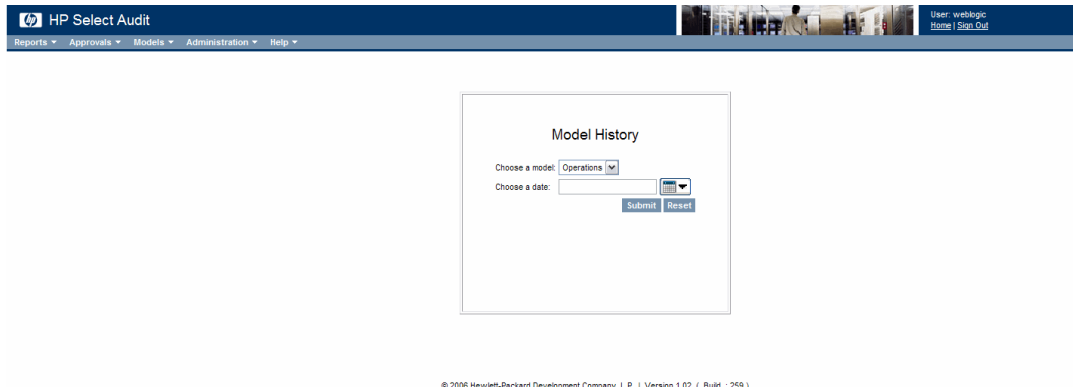 hp HP Select Audit
User: weblogic
Home | Sign Out
Reports Approvals Models Administration Help
Model History
Choose a model: Operations
Choose a date:
Submit Reset
© 2006 Hewlett-Packard Development Company, L.P. | Version 1.02 ( Build : 259 )